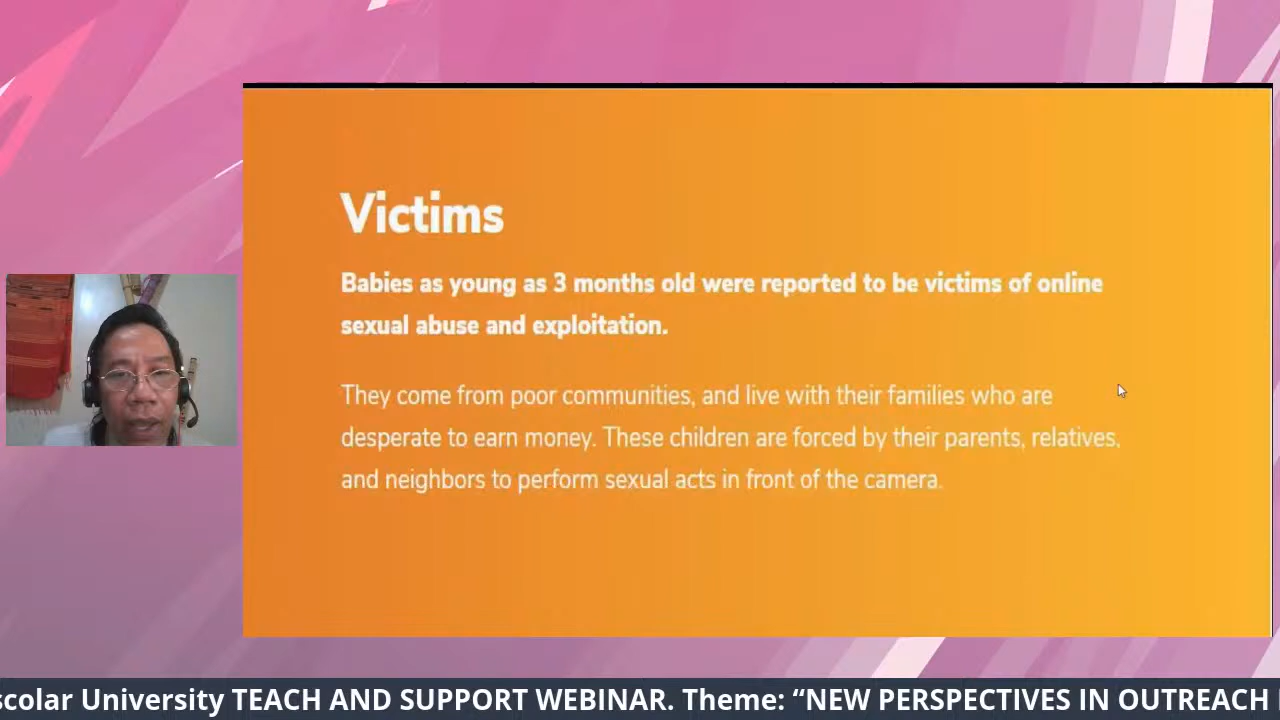 Victims
Babies as young as 3 months old were reported to be victims of online
sexual abuse and exploitation.
They come from poor communities, and live with their families who are
desperate to earn money. These children are forced by their parents, relatives,
and neighbors to perform sexual acts in front of the camera.
scolar University TEACH AND SUPPORT WEBINAR. Theme: “NEW PERSPECTIVES IN OUTREACH